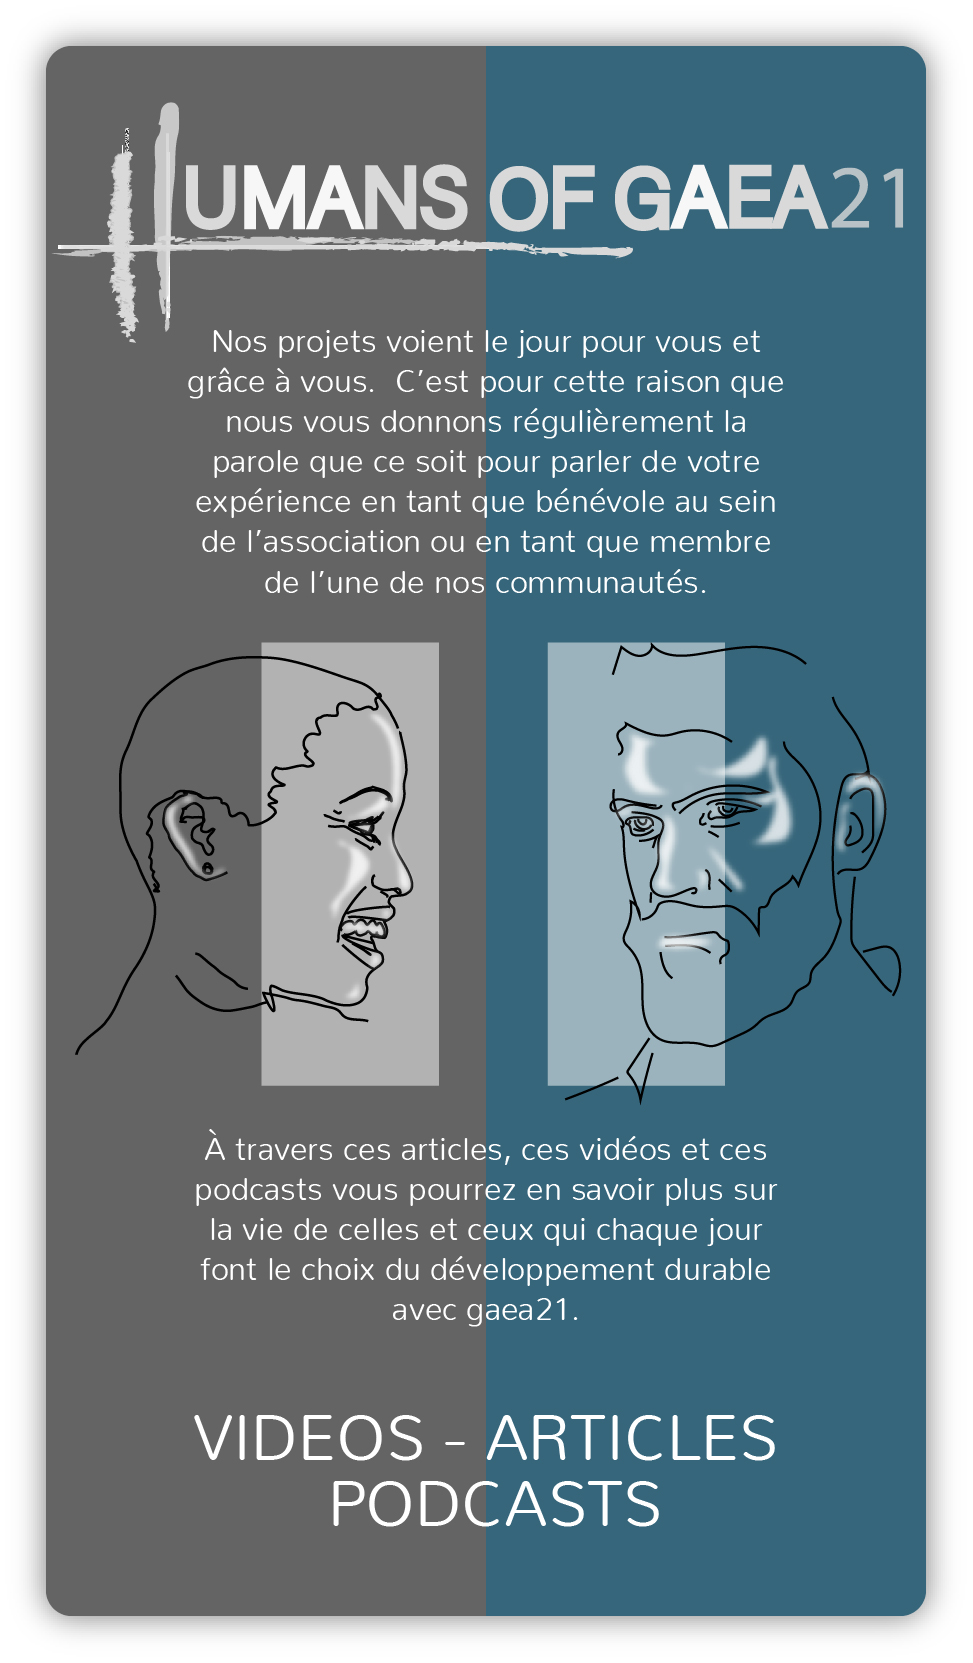 HUMANS OF GAEA21
Nos projets voient le jour pour vous et
grâce à vous.  C’est pour cette raison que
nous vous donnons régulièrement la
parole que ce soit pour parler de votre
expérience en tant que bénévole au sein
de l’association ou en tant que membre
de l’une de nos communautés.
À travers ces articles, ces vidéos et ces
podcasts vous pourrez en savoir plus sur
la vie de celles et ceux qui chaque jour
font le choix du développement durable
avec gaea21.
VIDEOS - ARTICLES
PODCASTS